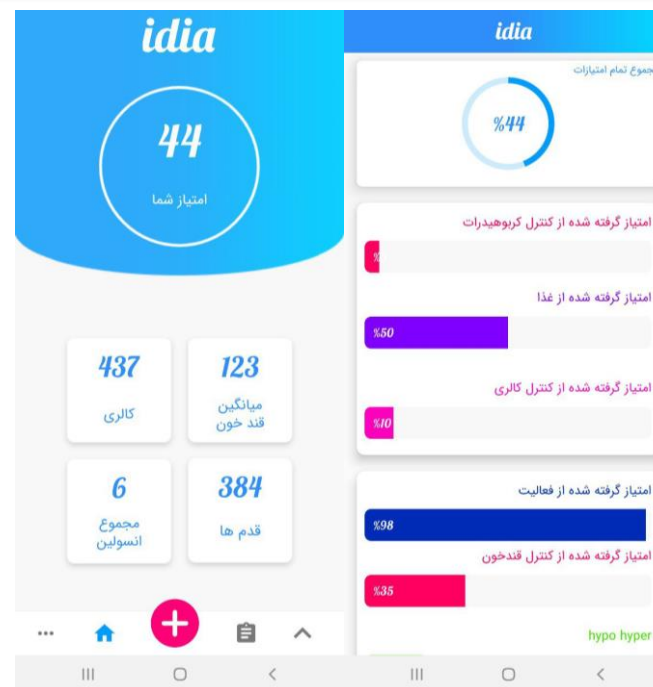 idia
44
امتیاز شما
437
کالری
123
میانگین
قند خون
6
مجموع
انسولین
384
قدم ها
idia
جموع تمام امتیازات
%44
امتیاز گرفته شده از کنترل کربوهیدرات
%
امتیاز گرفته شده از غذا
%50
امتیاز گرفته شده از کنترل کالری
%10
امتیاز گرفته شده از فعالیت
%98
امتیاز گرفته شده از کنترل قندخون
%35
hypo hyper